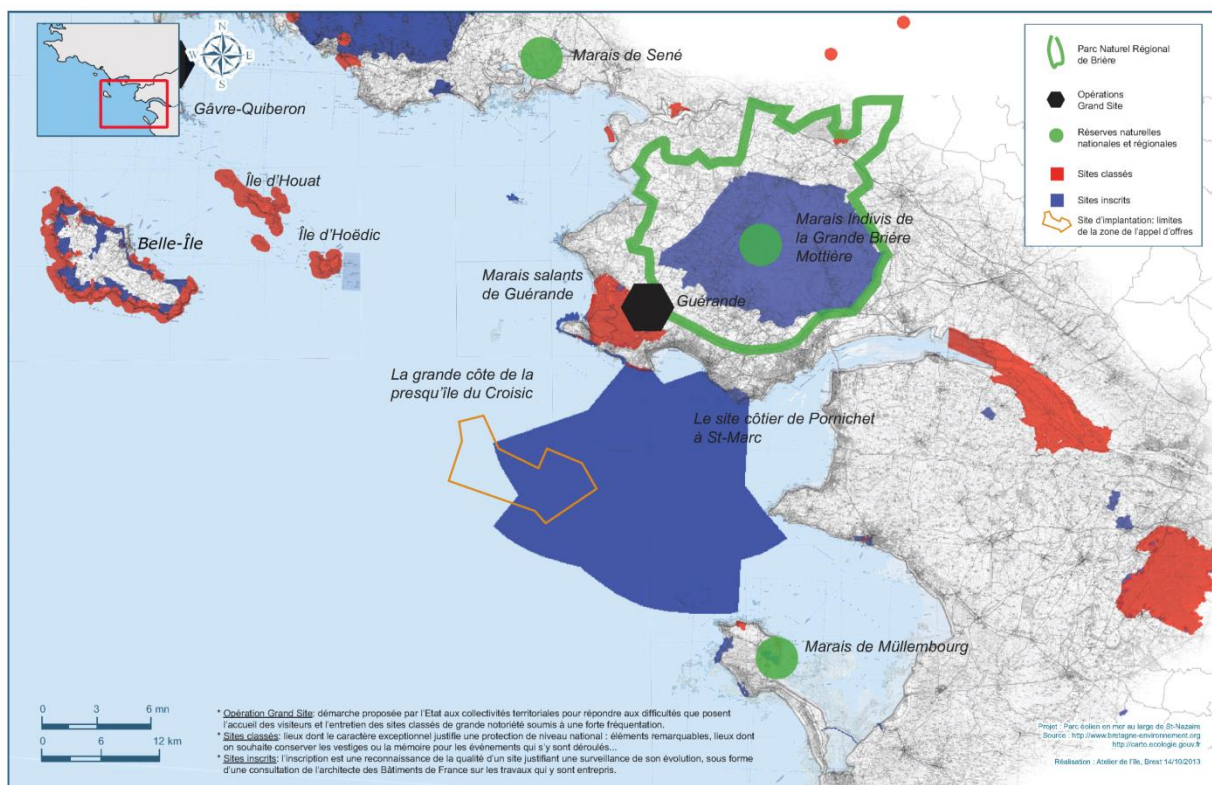 N
W
E
S
Gâvre-Quiberon
Marais de Sené
Île d'Houat
Belle-Île
Île d'Hoëdic
Marais Indivis de
la Grande Brière
Mottière
Marais salants
de Guérande
Guérande
La grande côte de la
presqu'île du Croisic
Le site côtier de Pornichet
à St-Marc
Marais de Müllembourg
Parc Naturel Régional
de Brière
Opérations
Grand Site
Réserves naturelles
nationales et régionales
Sites classés
Sites inscrits
Site d'implantation: limites
de la zone de l'appel d'offres
0 3 6 mn
0 6 12 km
* Opération Grand Site: démarche proposée par l'Etat aux collectivités territoriales pour répondre aux difficultés que posent
l'accueil des visiteurs et l'entretien des sites classés de grande notoriété soumis à une forte fréquentation.
* Sites classés: lieux dont le caractère exceptionnel justifie une protection de niveau national : éléments remarquables, lieux dont
on souhaite conserver les vestiges ou la mémoire pour les événements qui s'y sont déroulés...
* Sites inscrits: l'inscription est une reconnaissance de la qualité d'un site justifiant une surveillance de son évolution, sous forme
d'une consultation de l'architecte des Bâtiments de France sur les travaux qui y sont entrepris.
Projet : Parc éolien en mer au large de St-Nazaire
Source : http://www.bretagne-environnement.org
http://carto.ecologie.gouv.fr
Réalisation : Atelier de l'Ile, Brest 14/10/2013